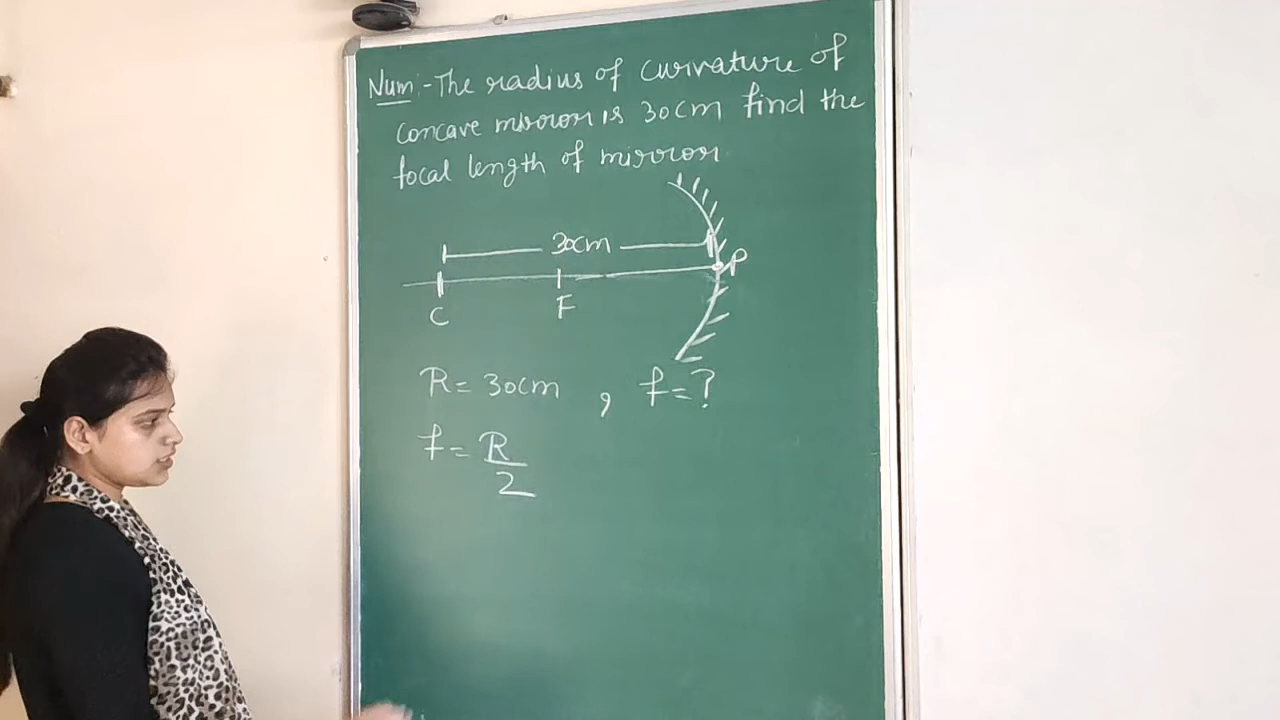 Num:- The radius of curvature of
concave mirror is 30cm find the
focal length of mirror.
30cm
P
C F
R = 30cm , f = ?
f = R
2